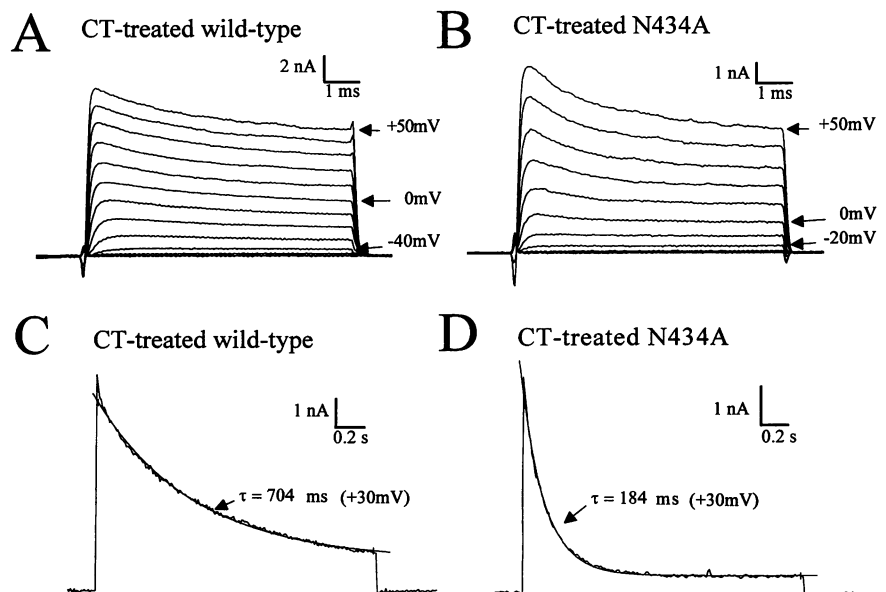 A CT-treated wild-type
2 nA
1 ms
+50mV
0mV
-40mV
B CT-treated N434A
1 nA
1 ms
+50mV
0mV
-20mV
C CT-treated wild-type
1 nA
0.2 s
τ = 704 ms (+30mV)
D CT-treated N434A
1 nA
0.2 s
τ = 184 ms (+30mV)